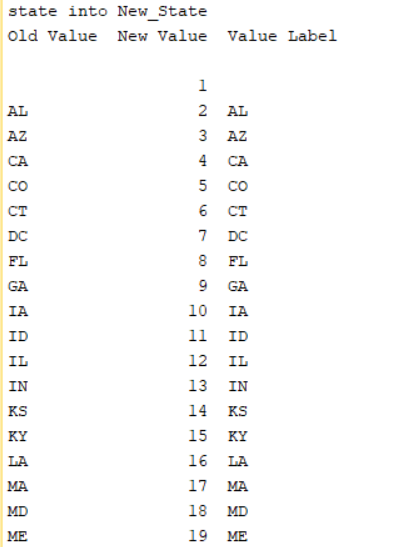 state into New_State
Old Value  New Value  Value Label
1
AL  2  AL
AZ  3  AZ
CA  4  CA
CO  5  CO
CT  6  CT
DC  7  DC
FL  8  FL
GA  9  GA
IA  10  IA
ID  11  ID
IL  12  IL
IN  13  IN
KS  14  KS
KY  15  KY
LA  16  LA
MA  17  MA
MD  18  MD
ME  19  ME